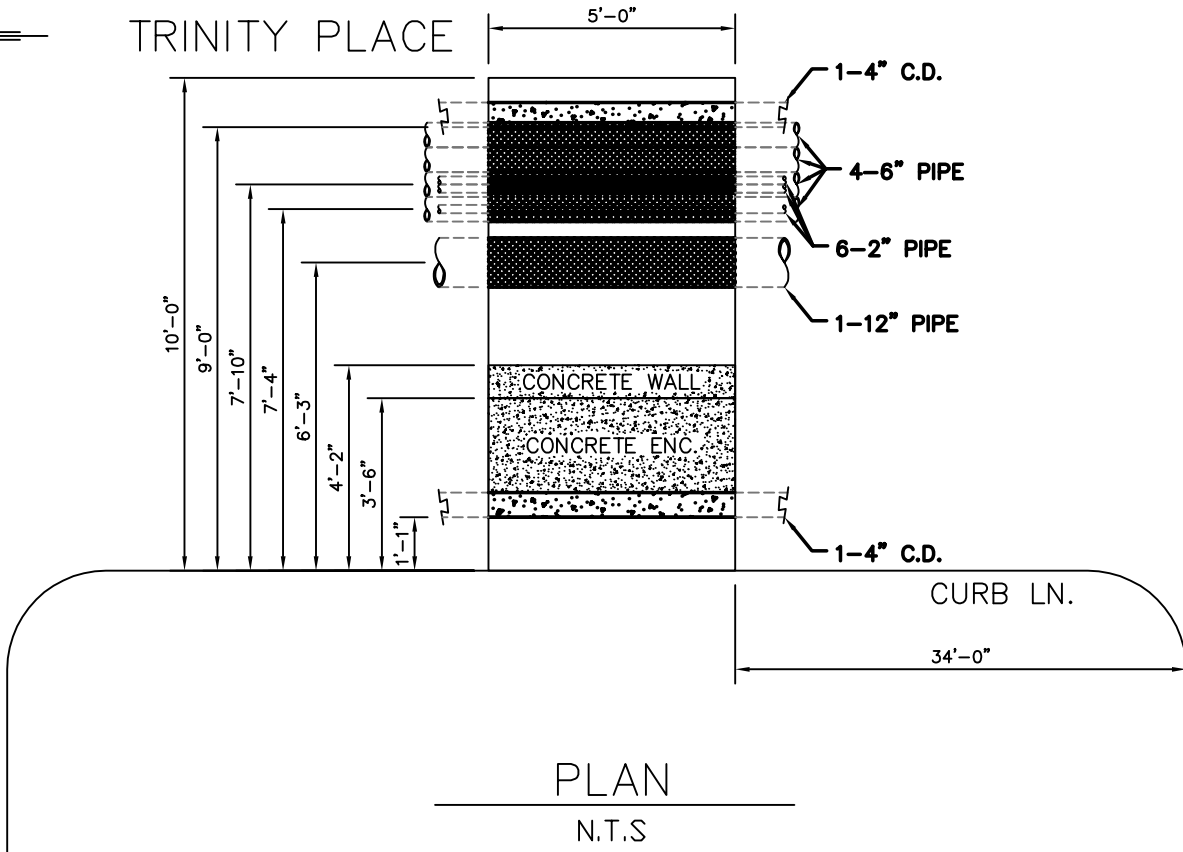 TRINITY PLACE
5'-0"
1-4" C.D.
4-6" PIPE
6-2" PIPE
1-12" PIPE
10'-0"
9'-0"
7'-10"
7'-4"
6'-3"
4'-2"
3'-6"
1'-1"
CONCRETE WALL
CONCRETE ENC.
1-4" C.D.
CURB LN.
34'-0"
PLAN
N.T.S